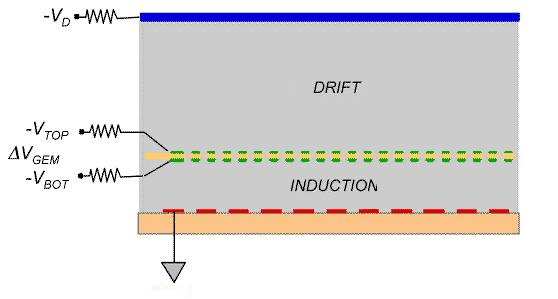 -V_D
DRIFT
-V_TOP
ΔV_GEM
-V_BOT
INDUCTION